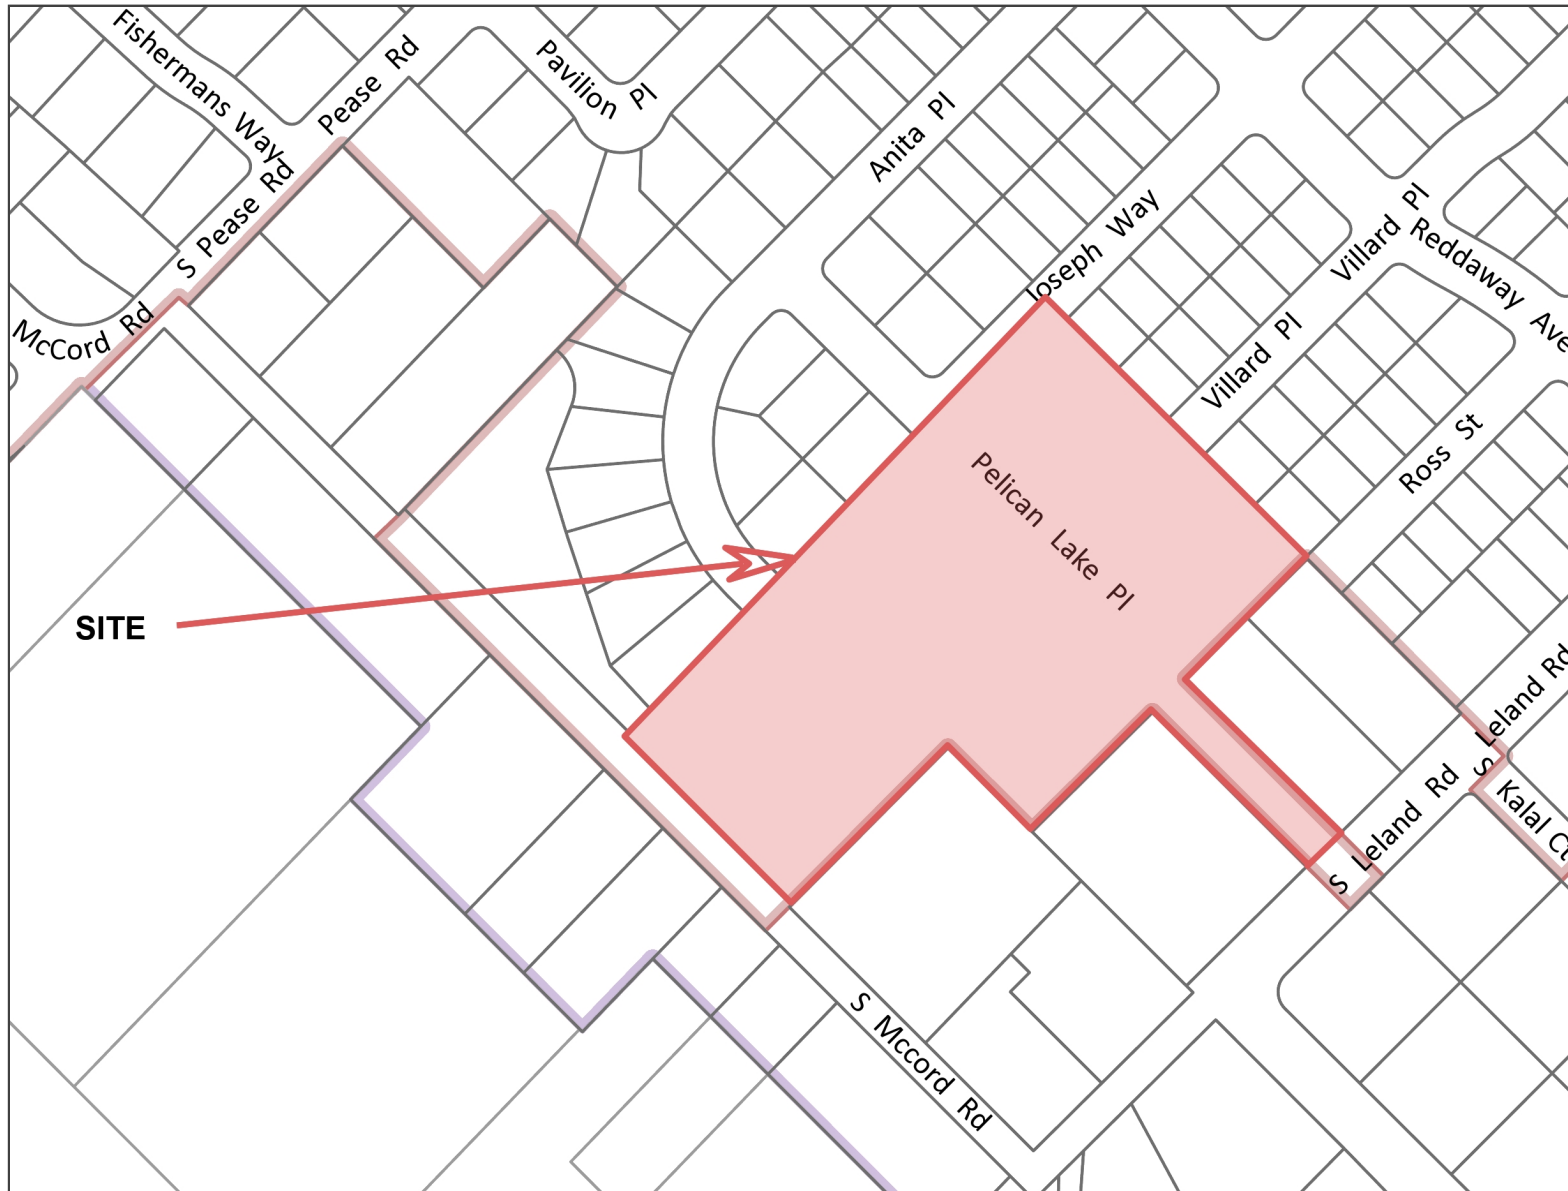 Fishermans Way
Pease Rd
Pavilion Pl
Anita Pl
S Pease Rd
Joseph Way
Villard Pl
Reddaway Ave
McCord Rd
Villard Pl
Ross St
Pelican Lake Pl
SITE
S Leland Rd
S Leland Rd
Kalal Ct
S Mccord Rd